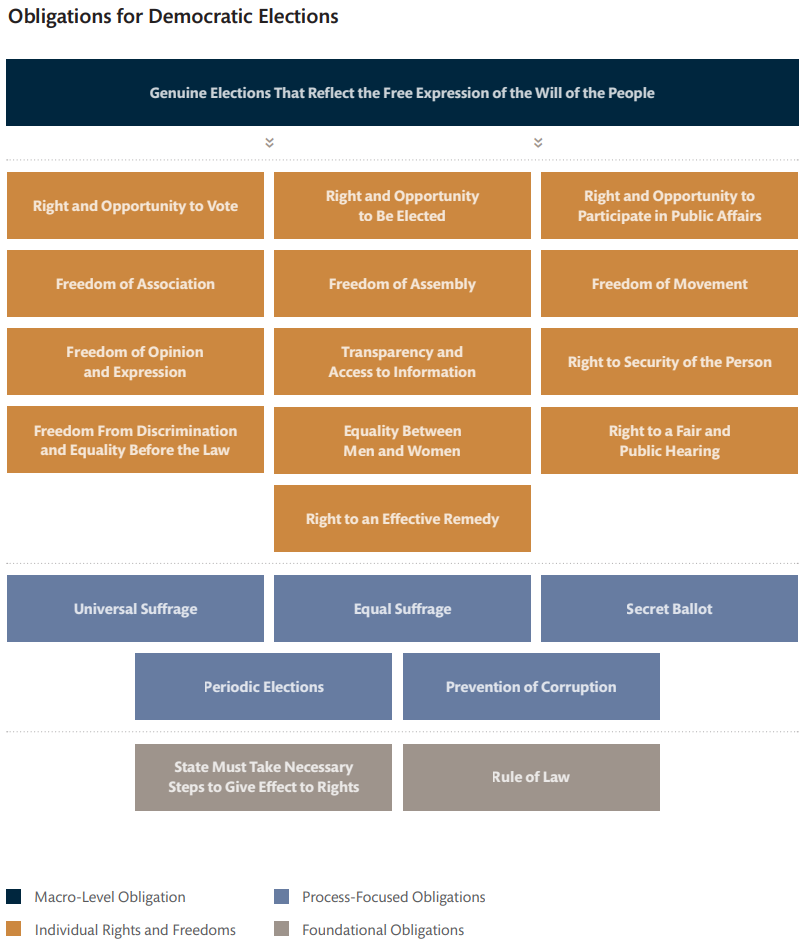 Obligations for Democratic Elections
Genuine Elections That Reflect the Free Expression of the Will of the People
Right and Opportunity to Vote
Right and Opportunity
to Be Elected
Right and Opportunity to
Participate in Public Affairs
Freedom of Association
Freedom of Assembly
Freedom of Movement
Freedom of Opinion
and Expression
Transparency and
Access to Information
Right to Security of the Person
Freedom From Discrimination
and Equality Before the Law
Equality Between
Men and Women
Right to a Fair and
Public Hearing
Right to an Effective Remedy
Universal Suffrage
Equal Suffrage
Secret Ballot
Periodic Elections
Prevention of Corruption
State Must Take Necessary
Steps to Give Effect to Rights
Rule of Law
Macro-Level Obligation
Process-Focused Obligations
Individual Rights and Freedoms
Foundational Obligations